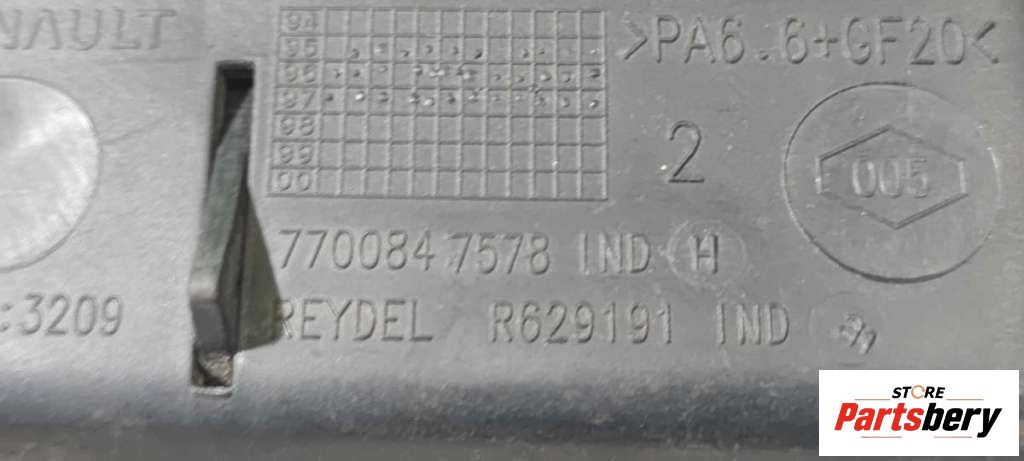 NAULT
94
95
96
97
98
99
00
>PA6.6+GF20<
2
005
7700847578 IND H
:3209
REYDEL R629191 IND
STORE
Partsbery